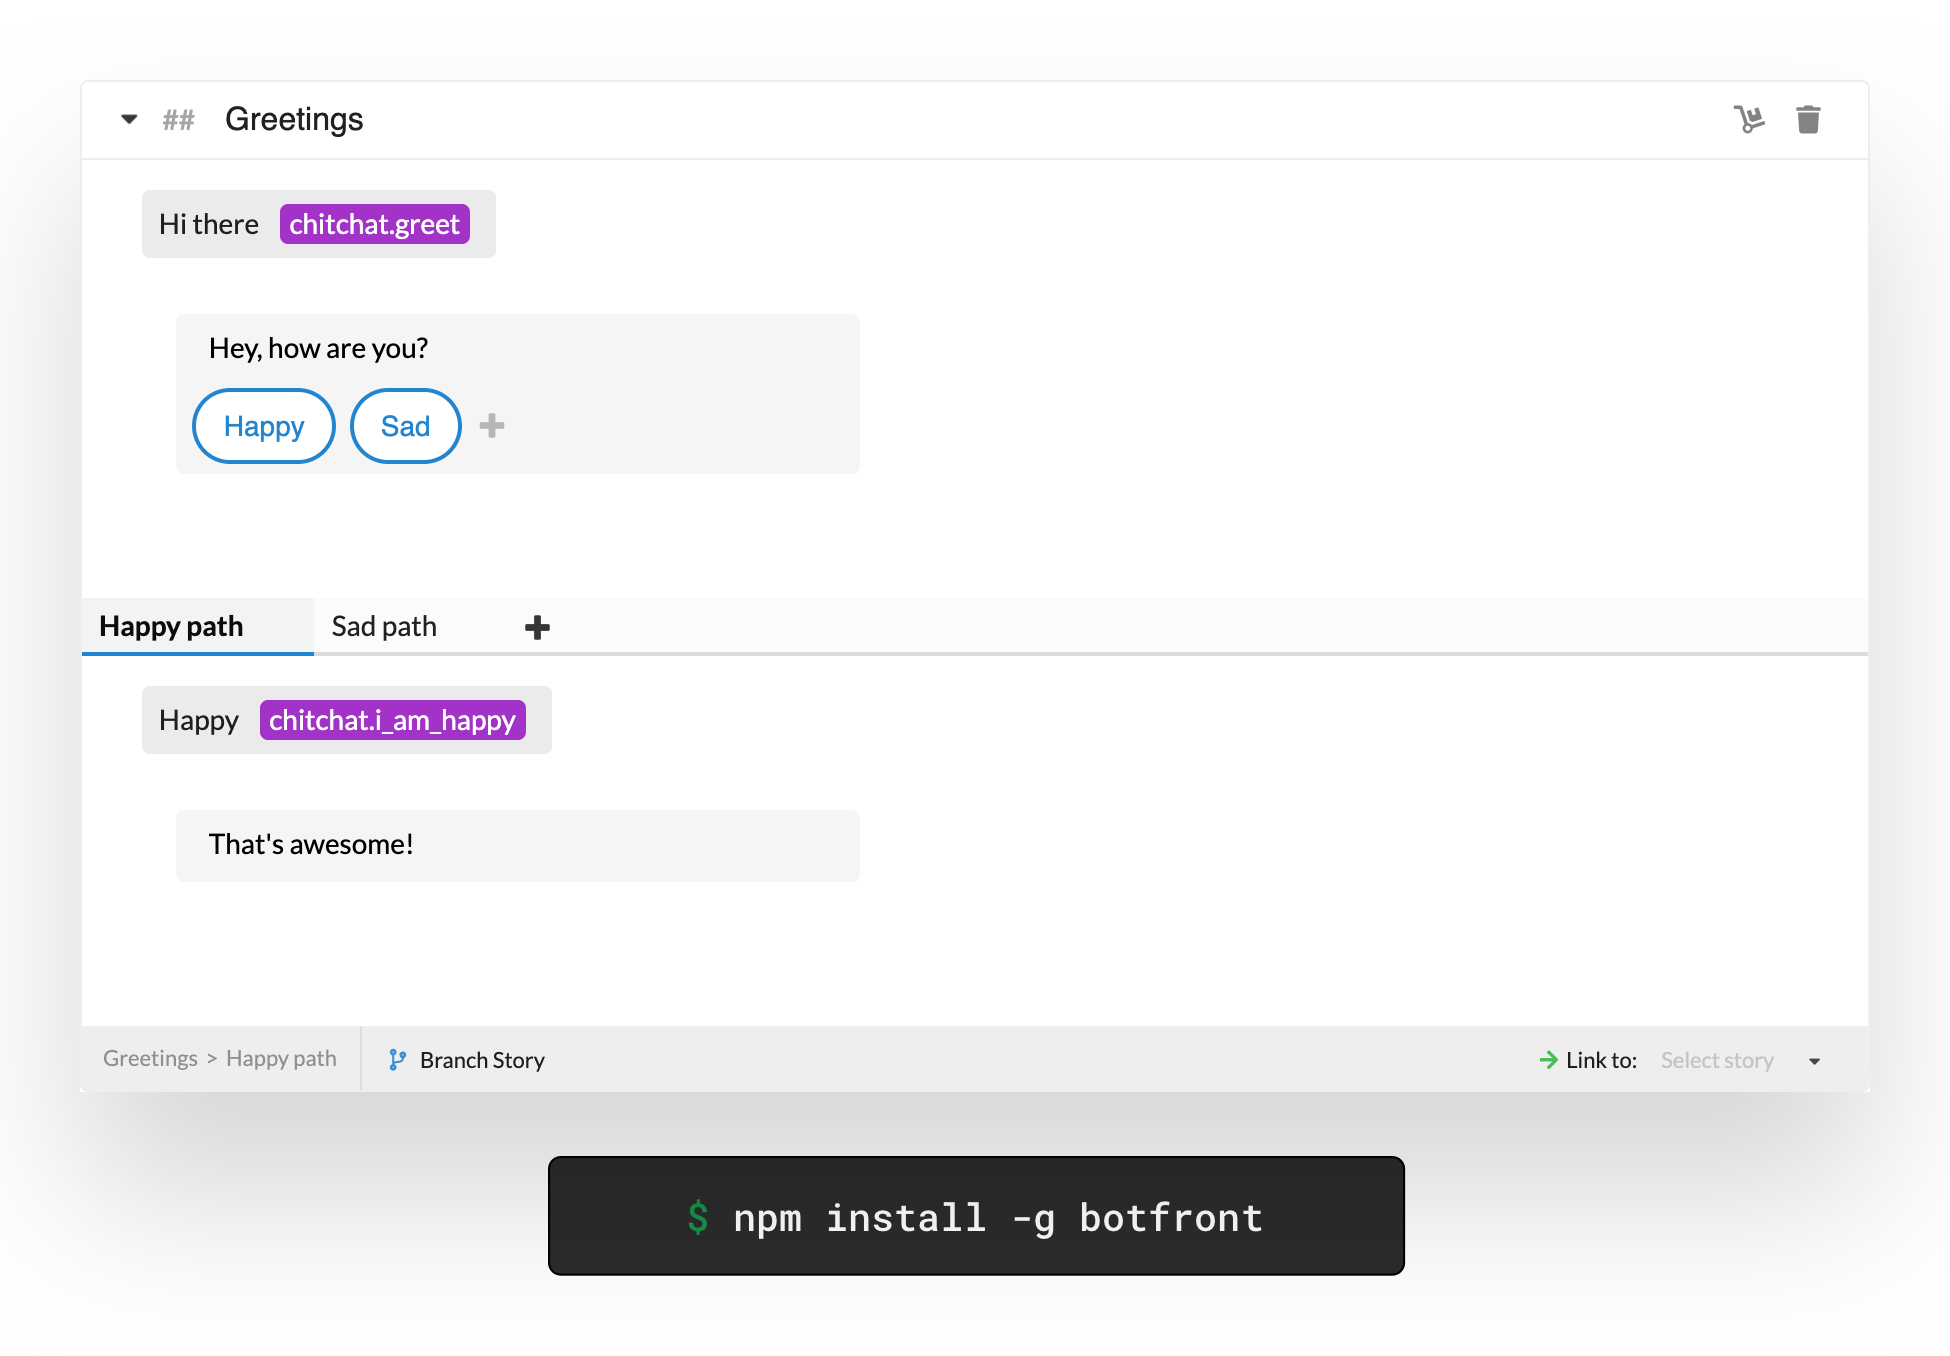 ## Greetings
Hi there chitchat.greet
Hey, how are you?
Happy Sad
Happy path Sad path
Happy chitchat.i_am_happy
That's awesome!
Greetings > Happy path Branch Story Link to: Select story
$ npm install -g botfront